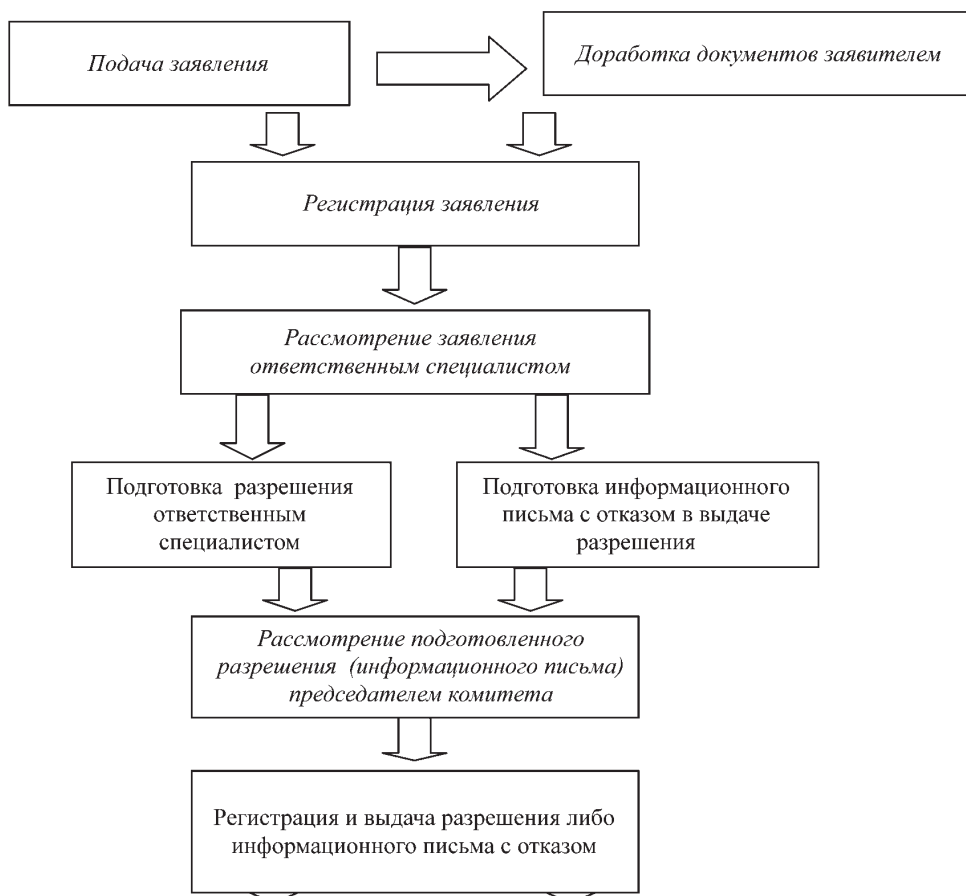 Подача заявления
Доработка документов заявителем
Регистрация заявления
Рассмотрение заявления
ответственным специалистом
Подготовка разрешения
ответственным
специалистом
Подготовка информационного
письма с отказом в выдаче
разрешения
Рассмотрение подготовленного
разрешения (информационного письма)
председателем комитета
Регистрация и выдача разрешения либо
информационного письма с отказом